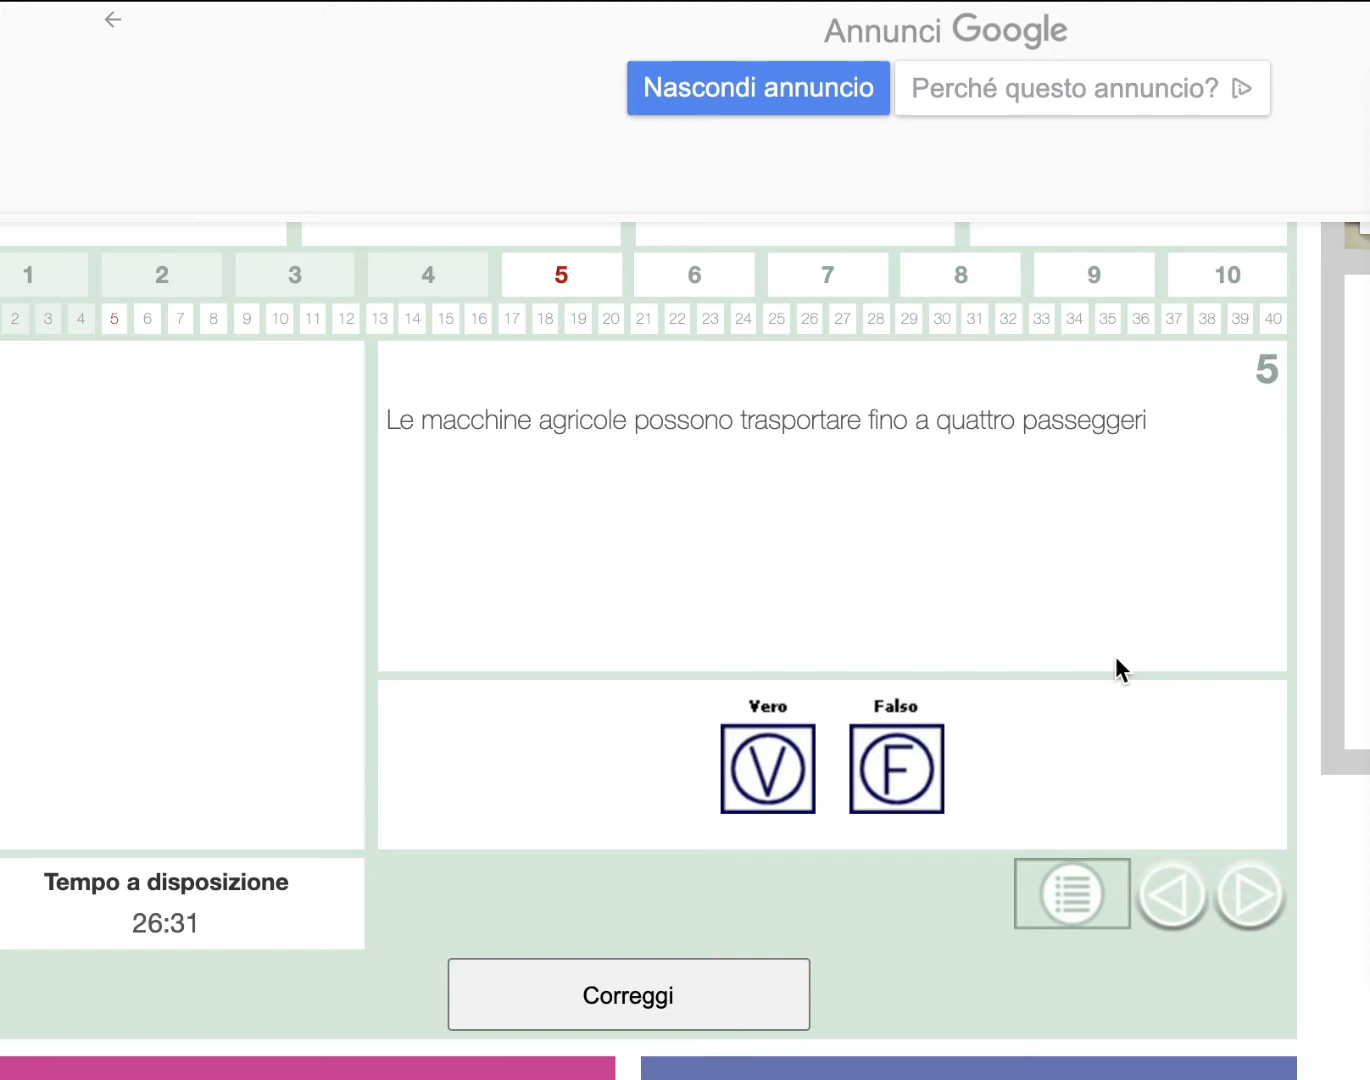 Annunci Google
Nascondi annuncio
Perché questo annuncio?
1 2 3 4 5 6 7 8 9 10
2 3 4 5 6 7 8 9 10 11 12 13 14 15 16 17 18 19 20 21 22 23 24 25 26 27 28 29 30 31 32 33 34 35 36 37 38 39 40
5
Le macchine agricole possono trasportare fino a quattro passeggeri
Vero Falso
V F
Tempo a disposizione
26:31
Correggi